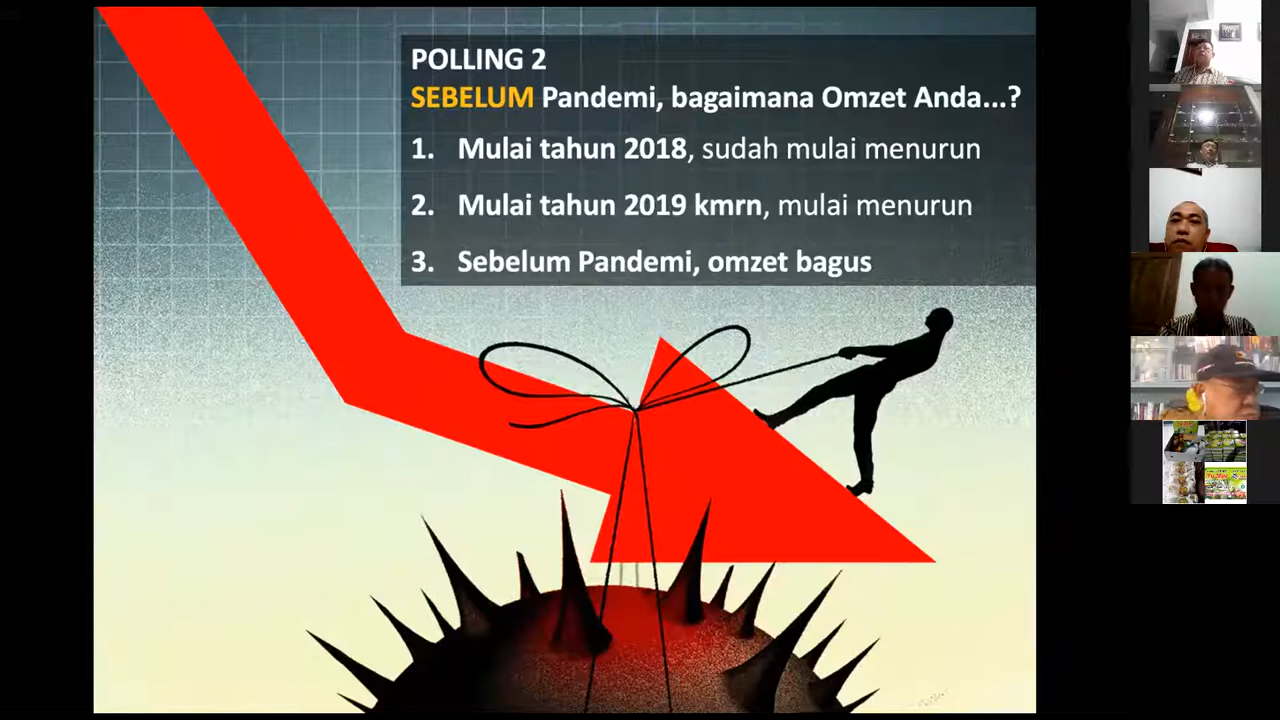 POLLING 2
SEBELUM Pandemi, bagaimana Omzet Anda...?
1. Mulai tahun 2018, sudah mulai menurun
2. Mulai tahun 2019 kmrn, mulai menurun
3. Sebelum Pandemi, omzet bagus